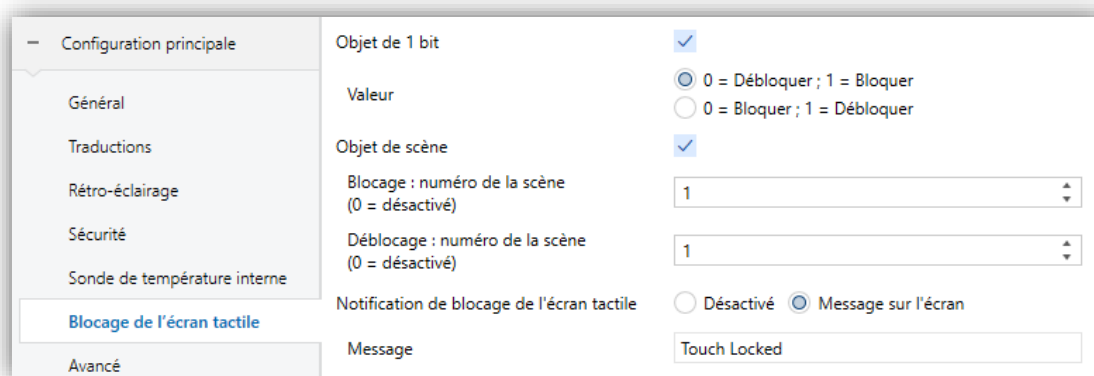 Configuration principale
Général
Traductions
Rétro-éclairage
Sécurité
Sonde de température interne
Blocage de l'écran tactile
Avancé
Objet de 1 bit
Valeur
0 = Débloquer ; 1 = Bloquer
0 = Bloquer ; 1 = Débloquer
Objet de scène
Blocage : numéro de la scène
(0 = désactivé)
1
Déblocage : numéro de la scène
(0 = désactivé)
1
Notification de blocage de l'écran tactile
Désactivé
Message sur l'écran
Message
Touch Locked